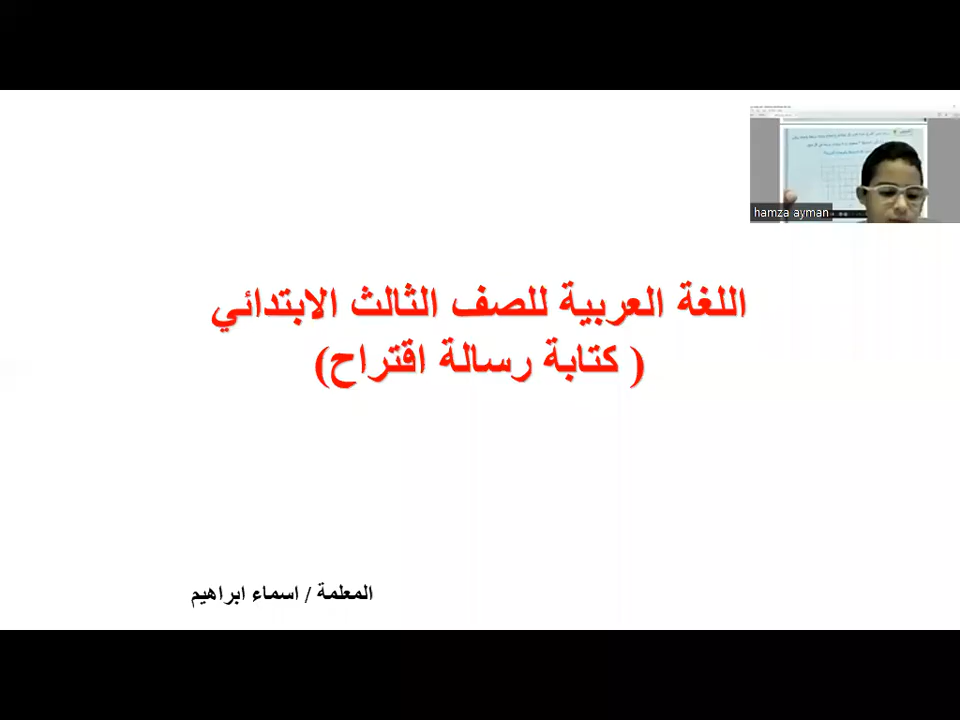 hamza ayman
اللغة العربية للصف الثالث الابتدائي
( كتابة رسالة اقتراح)
المعلمة / اسماء ابراهيم